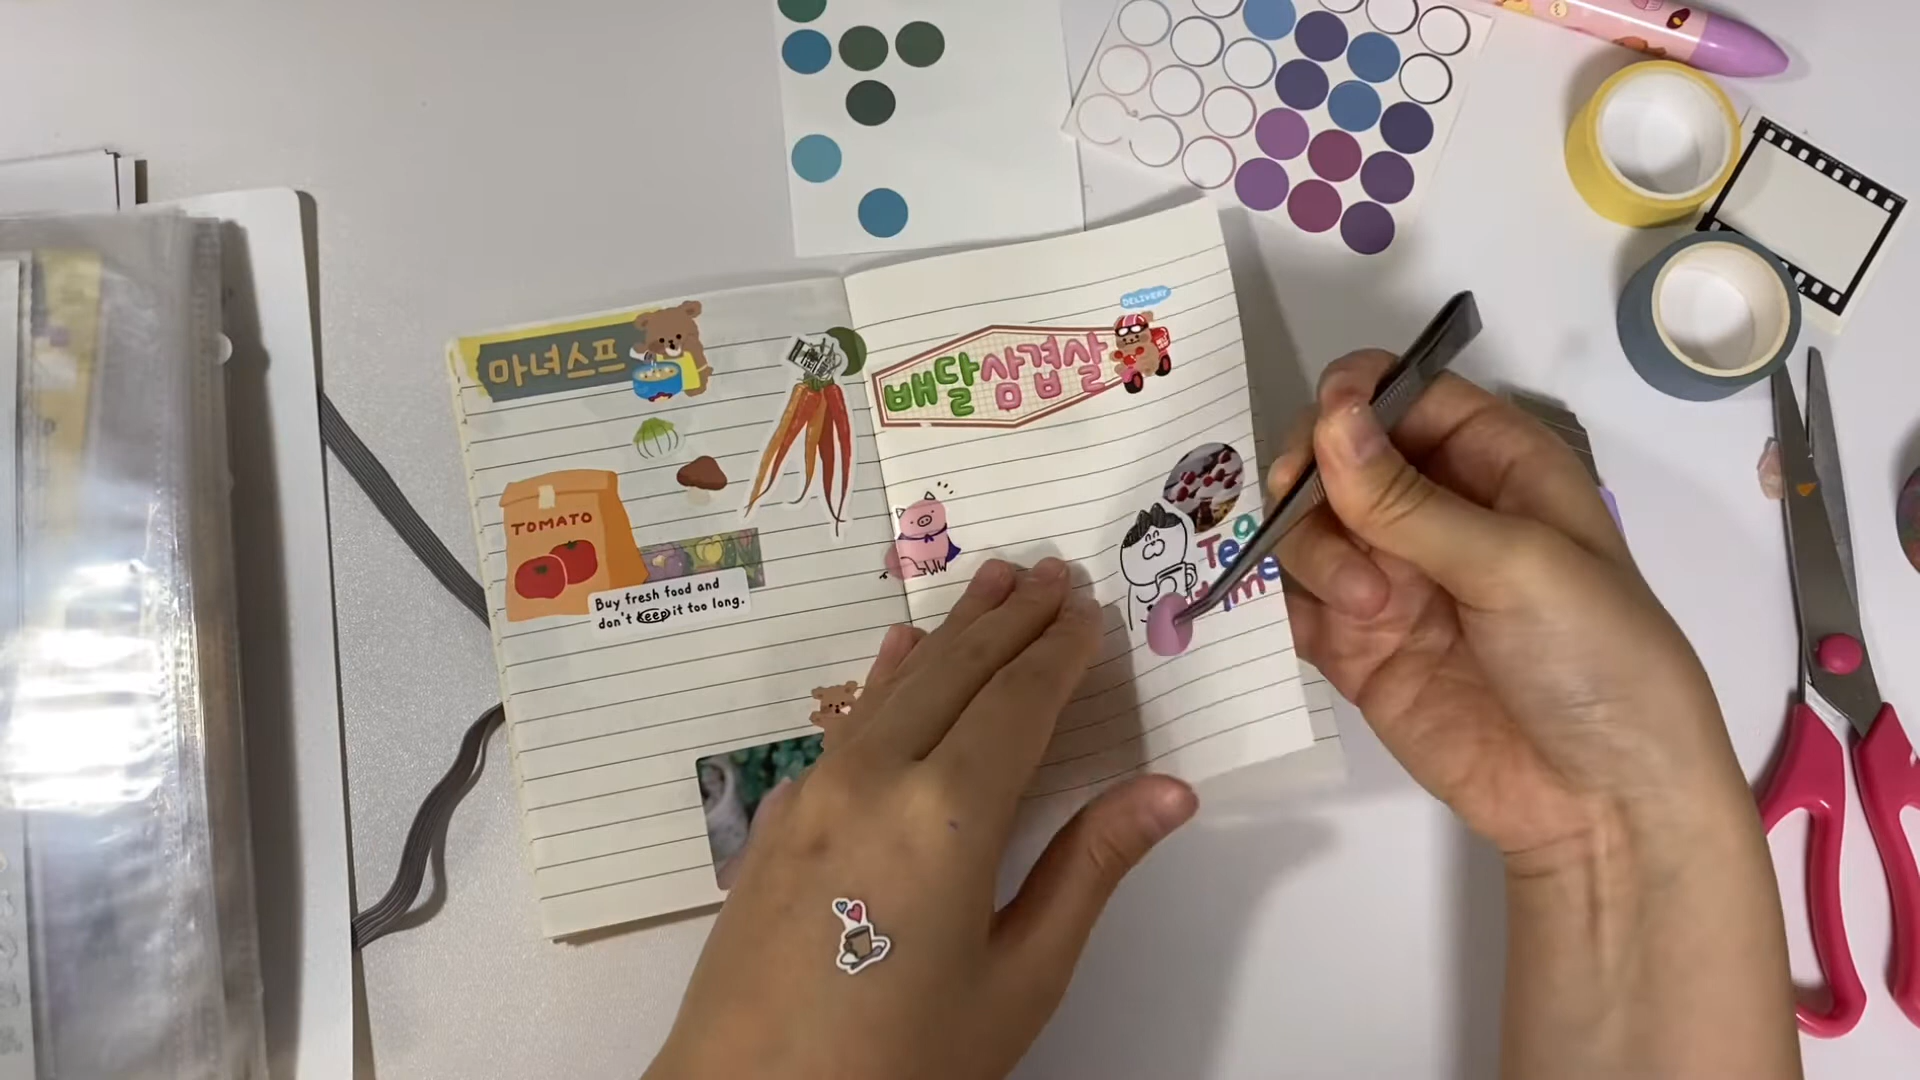 마녀스프
TOMATO
Buy fresh food and
don't keep it too long.
DELIVERY
배달삼겹살
Tea
time